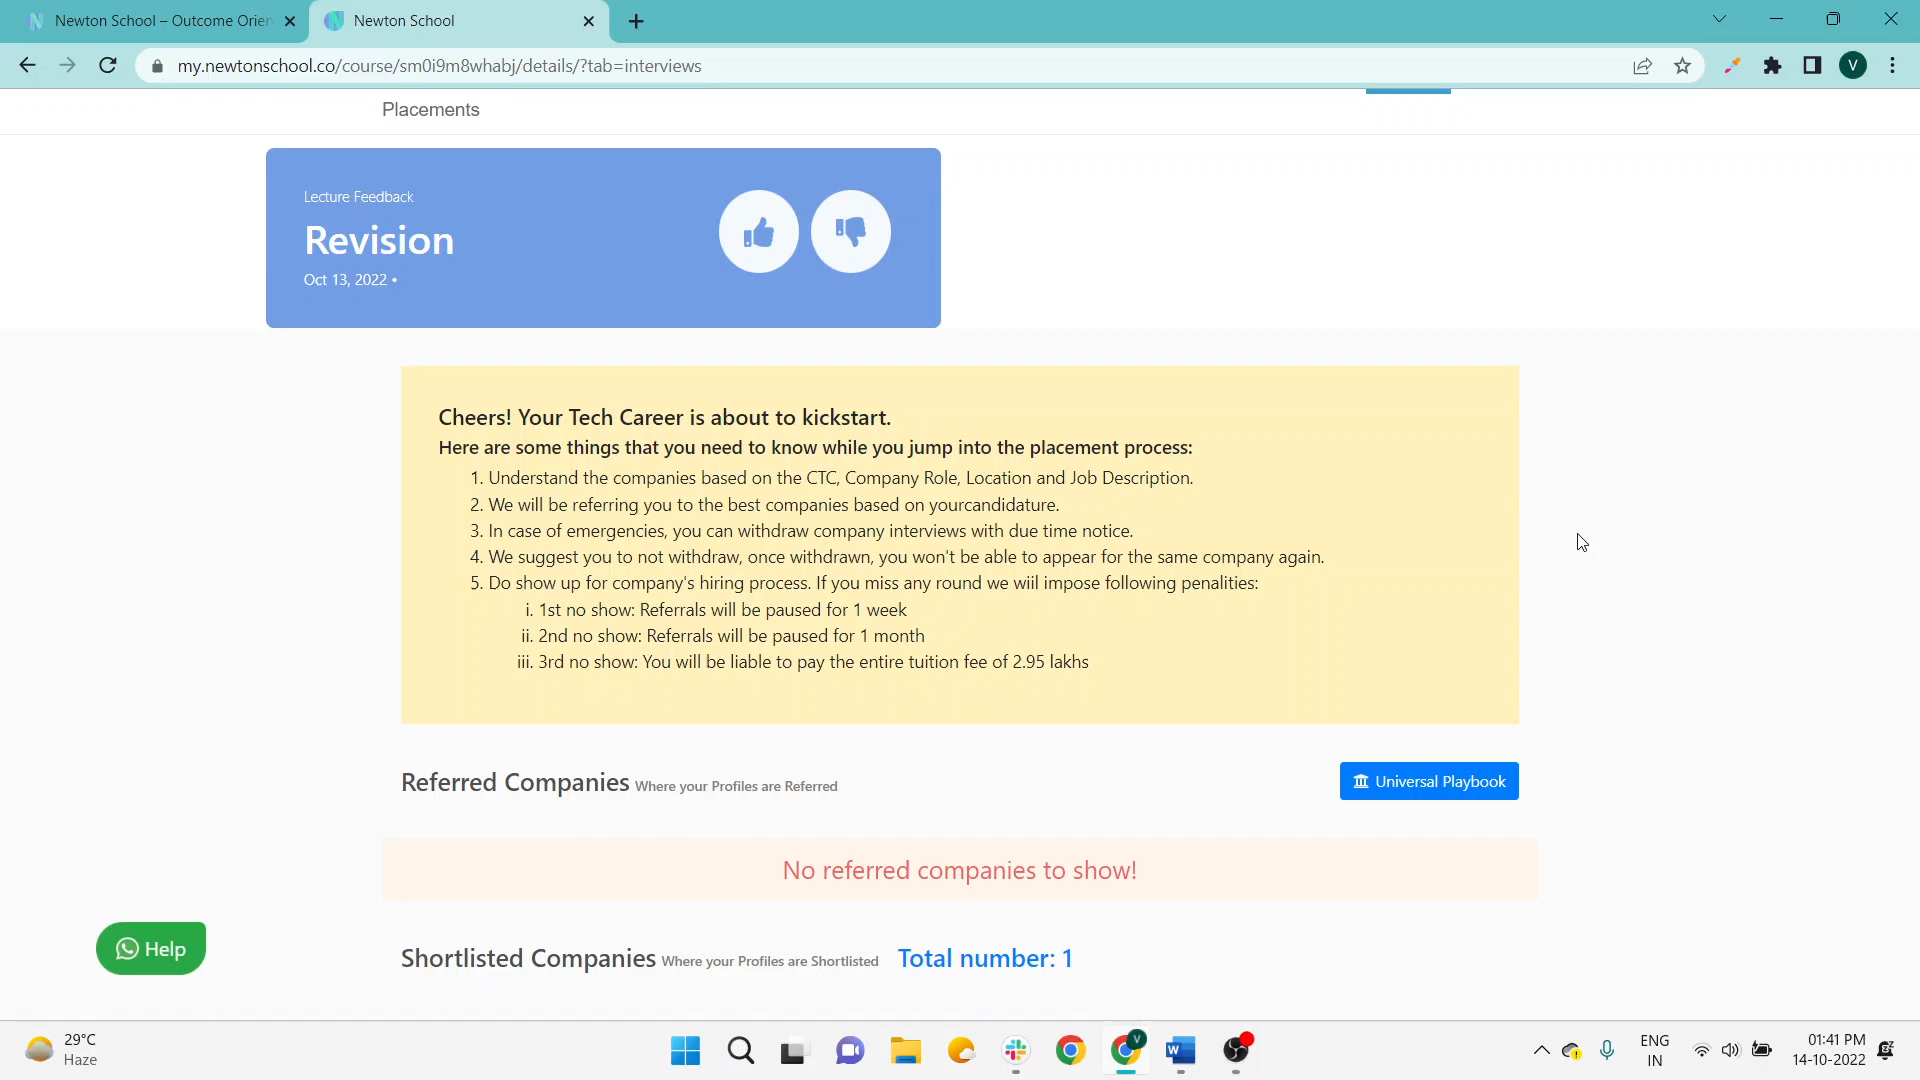 Newton School – Outcome Orien
Newton School
my.newtonschool.co/course/sm0i9m8whabj/details/?tab=interviews
V
Placements
Lecture Feedback
Revision
Oct 13, 2022 •
Cheers! Your Tech Career is about to kickstart.
Here are some things that you need to know while you jump into the placement process:
1. Understand the companies based on the CTC, Company Role, Location and Job Description.
2. We will be referring you to the best companies based on yourcandidature.
3. In case of emergencies, you can withdraw company interviews with due time notice.
4. We suggest you to not withdraw, once withdrawn, you won't be able to appear for the same company again.
5. Do show up for company's hiring process. If you miss any round we wiil impose following penalities:
i. 1st no show: Referrals will be paused for 1 week
ii. 2nd no show: Referrals will be paused for 1 month
iii. 3rd no show: You will be liable to pay the entire tuition fee of 2.95 lakhs
Referred Companies Where your Profiles are Referred
Universal Playbook
No referred companies to show!
Help
Shortlisted Companies Where your Profiles are Shortlisted Total number: 1
29°C
Haze
V
W
ENG
IN
01:41 PM
14-10-2022